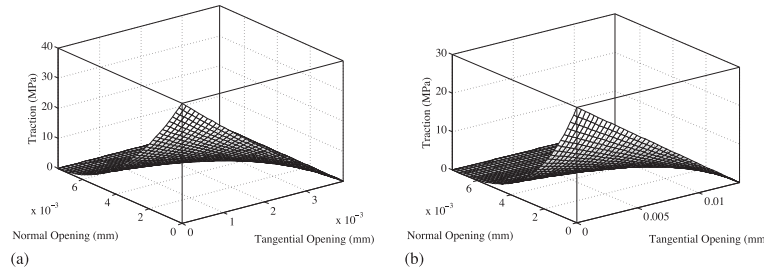 40
30
20
10
0
Traction (MPa)
6
4
2
0
x 10⁻³
Normal Opening (mm)
0
1
2
3
x 10⁻³
Tangential Opening (mm)
(a)
30
20
10
0
Traction (MPa)
6
4
2
0
x 10⁻³
Normal Opening (mm)
0
0.005
0.01
Tangential Opening (mm)
(b)